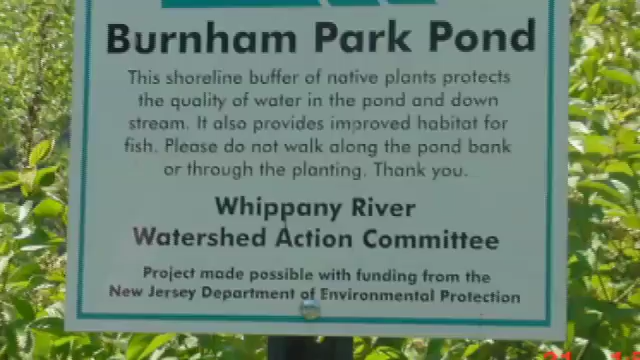 Burnham Park Pond
This shoreline buffer of native plants protects
the quality of water in the pond and down
stream. It also provides improved habitat for
fish. Please do not walk along the pond bank
or through the planting. Thank you.
Whippany River
Watershed Action Committee
Project made possible with funding from the
New Jersey Department of Environmental Protection